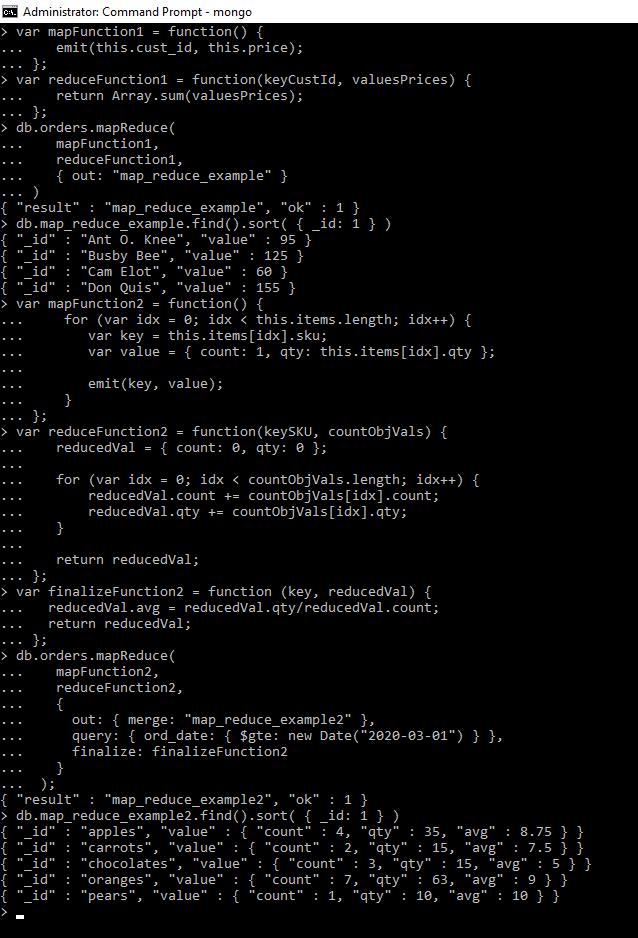 Administrator: Command Prompt - mongo
> var mapFunction1 = function() {
...    emit(this.cust_id, this.price);
... };
> var reduceFunction1 = function(keyCustId, valuesPrices) {
...    return Array.sum(valuesPrices);
... };
> db.orders.mapReduce(
...    mapFunction1,
...    reduceFunction1,
...    { out: "map_reduce_example" }
... )
{ "result" : "map_reduce_example", "ok" : 1 }
> db.map_reduce_example.find().sort( { _id: 1 } )
{ "_id" : "Ant O. Knee", "value" : 95 }
{ "_id" : "Busby Bee", "value" : 125 }
{ "_id" : "Cam Elot", "value" : 60 }
{ "_id" : "Don Quis", "value" : 155 }
> var mapFunction2 = function() {
...     for (var idx = 0; idx < this.items.length; idx++) {
...        var key = this.items[idx].sku;
...        var value = { count: 1, qty: this.items[idx].qty };
...
...        emit(key, value);
...     }
... };
> var reduceFunction2 = function(keySKU, countObjVals) {
...    reducedVal = { count: 0, qty: 0 };
...
...    for (var idx = 0; idx < countObjVals.length; idx++) {
...        reducedVal.count += countObjVals[idx].count;
...        reducedVal.qty += countObjVals[idx].qty;
...    }
...
...    return reducedVal;
... };
> var finalizeFunction2 = function (key, reducedVal) {
...   reducedVal.avg = reducedVal.qty/reducedVal.count;
...   return reducedVal;
... };
> db.orders.mapReduce(
...    mapFunction2,
...    reduceFunction2,
...    {
...      out: { merge: "map_reduce_example2" },
...      query: { ord_date: { $gte: new Date("2020-03-01") } },
...      finalize: finalizeFunction2
...    }
...  );
{ "result" : "map_reduce_example2", "ok" : 1 }
> db.map_reduce_example2.find().sort( { _id: 1 } )
{ "_id" : "apples", "value" : { "count" : 4, "qty" : 35, "avg" : 8.75 } }
{ "_id" : "carrots", "value" : { "count" : 2, "qty" : 15, "avg" : 7.5 } }
{ "_id" : "chocolates", "value" : { "count" : 3, "qty" : 15, "avg" : 5 } }
{ "_id" : "oranges", "value" : { "count" : 7, "qty" : 63, "avg" : 9 } }
{ "_id" : "pears", "value" : { "count" : 1, "qty" : 10, "avg" : 10 } }
>